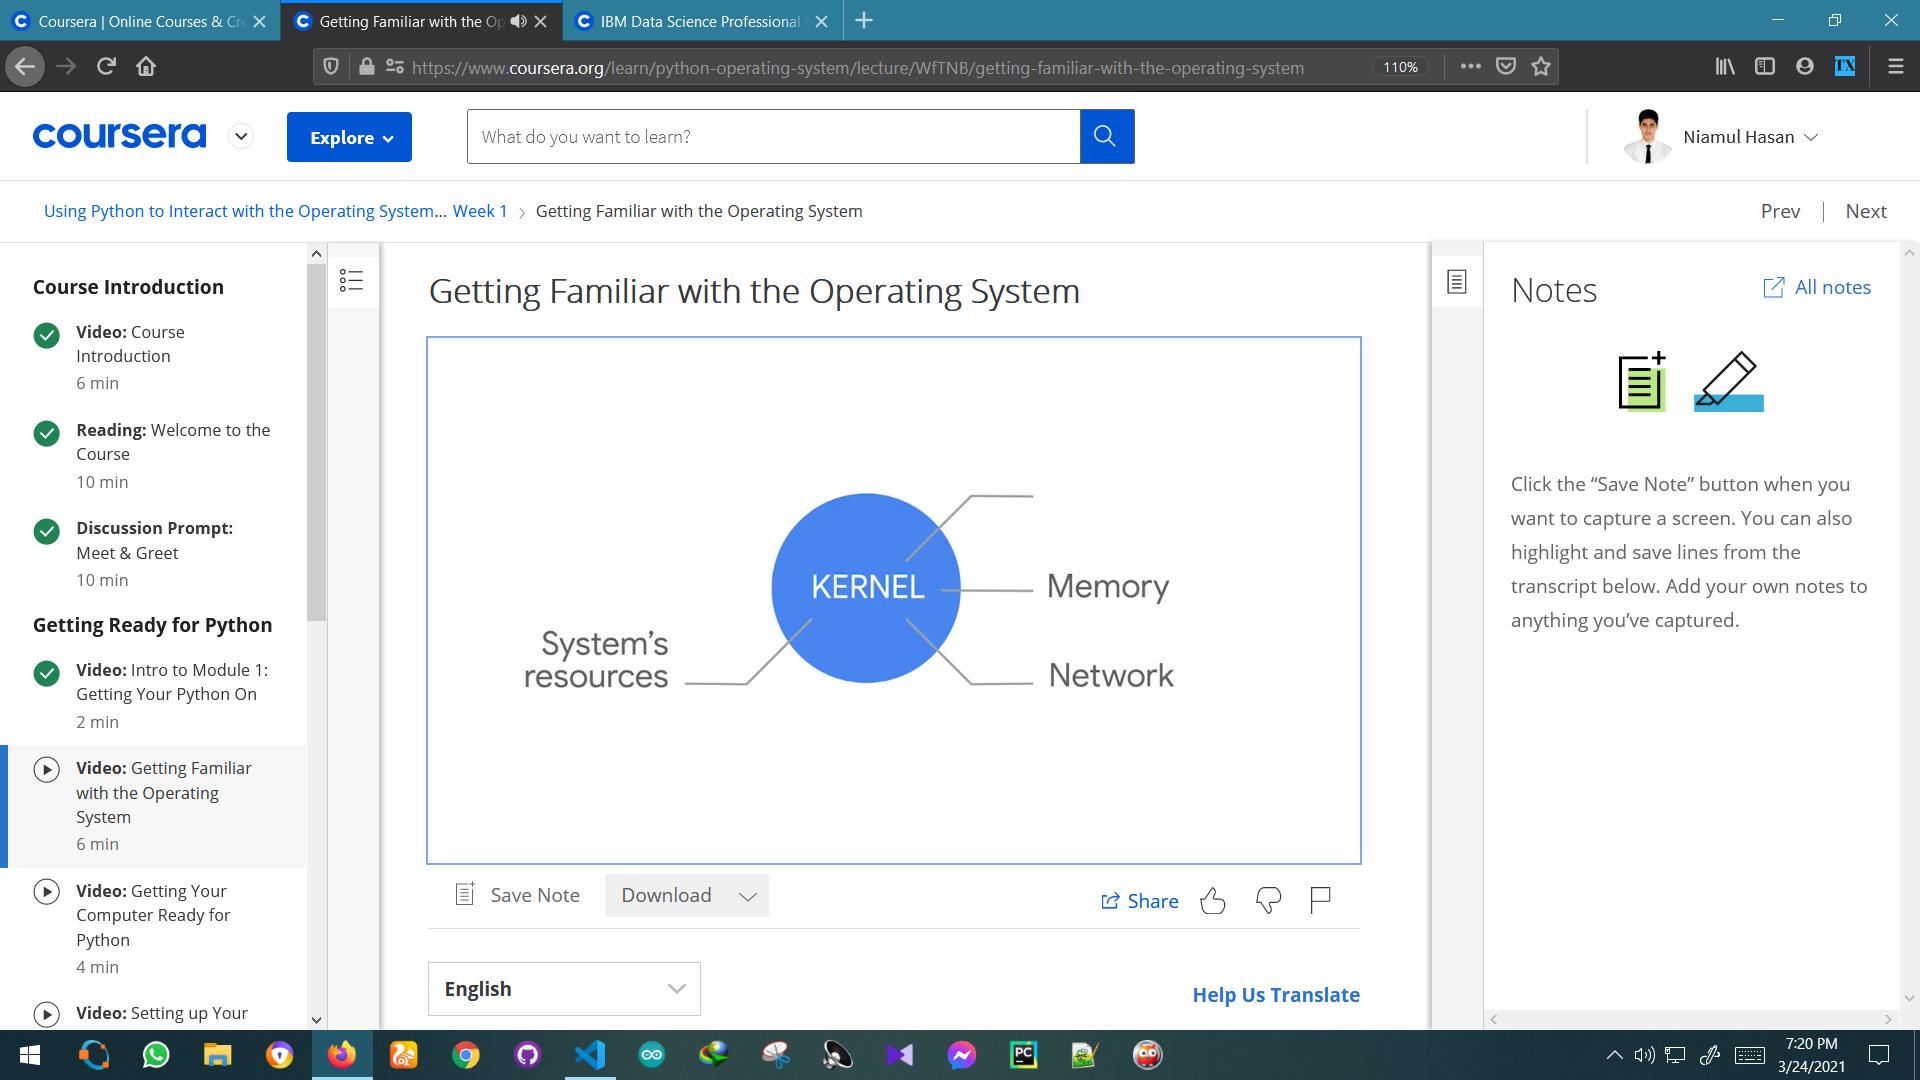 Coursera | Online Courses & Cre
Getting Familiar with the Op
IBM Data Science Professional
https://www.coursera.org/learn/python-operating-system/lecture/WfTNB/getting-familiar-with-the-operating-system
110%
TX
coursera
Explore
What do you want to learn?
Niamul Hasan
Using Python to Interact with the Operating System... Week 1 > Getting Familiar with the Operating System
Prev | Next
Course Introduction
Video: Course
Introduction
6 min
Reading: Welcome to the
Course
10 min
Discussion Prompt:
Meet & Greet
10 min
Getting Ready for Python
Video: Intro to Module 1:
Getting Your Python On
2 min
Video: Getting Familiar
with the Operating
System
6 min
Video: Getting Your
Computer Ready for
Python
4 min
Video: Setting up Your
Getting Familiar with the Operating System
KERNEL
Memory
System's
resources
Network
Save Note
Download
Share
English
Help Us Translate
Notes
All notes
Click the “Save Note” button when you
want to capture a screen. You can also
highlight and save lines from the
transcript below. Add your own notes to
anything you’ve captured.
PC
7:20 PM
3/24/2021